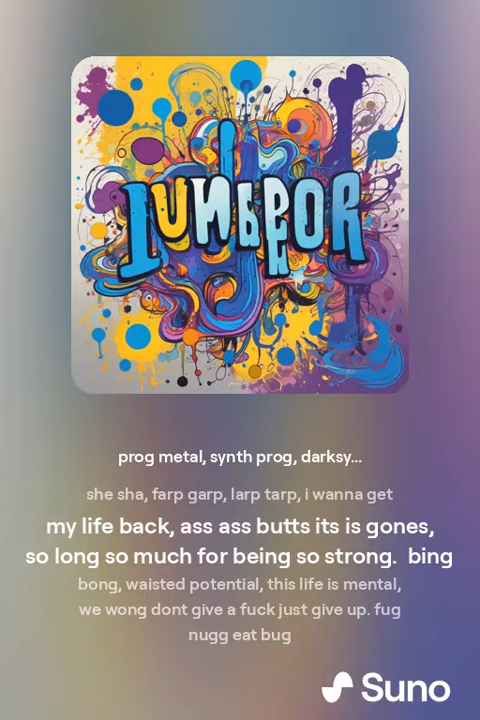 prog metal, synth prog, darksy...
she sha, farp garp, larp tarp, i wanna get
my life back, ass ass butts its is gones,
so long so much for being so strong.  bing
bong, waisted potential, this life is mental,
we wong dont give a fuck just give up. fug
nugg eat bug
Suno